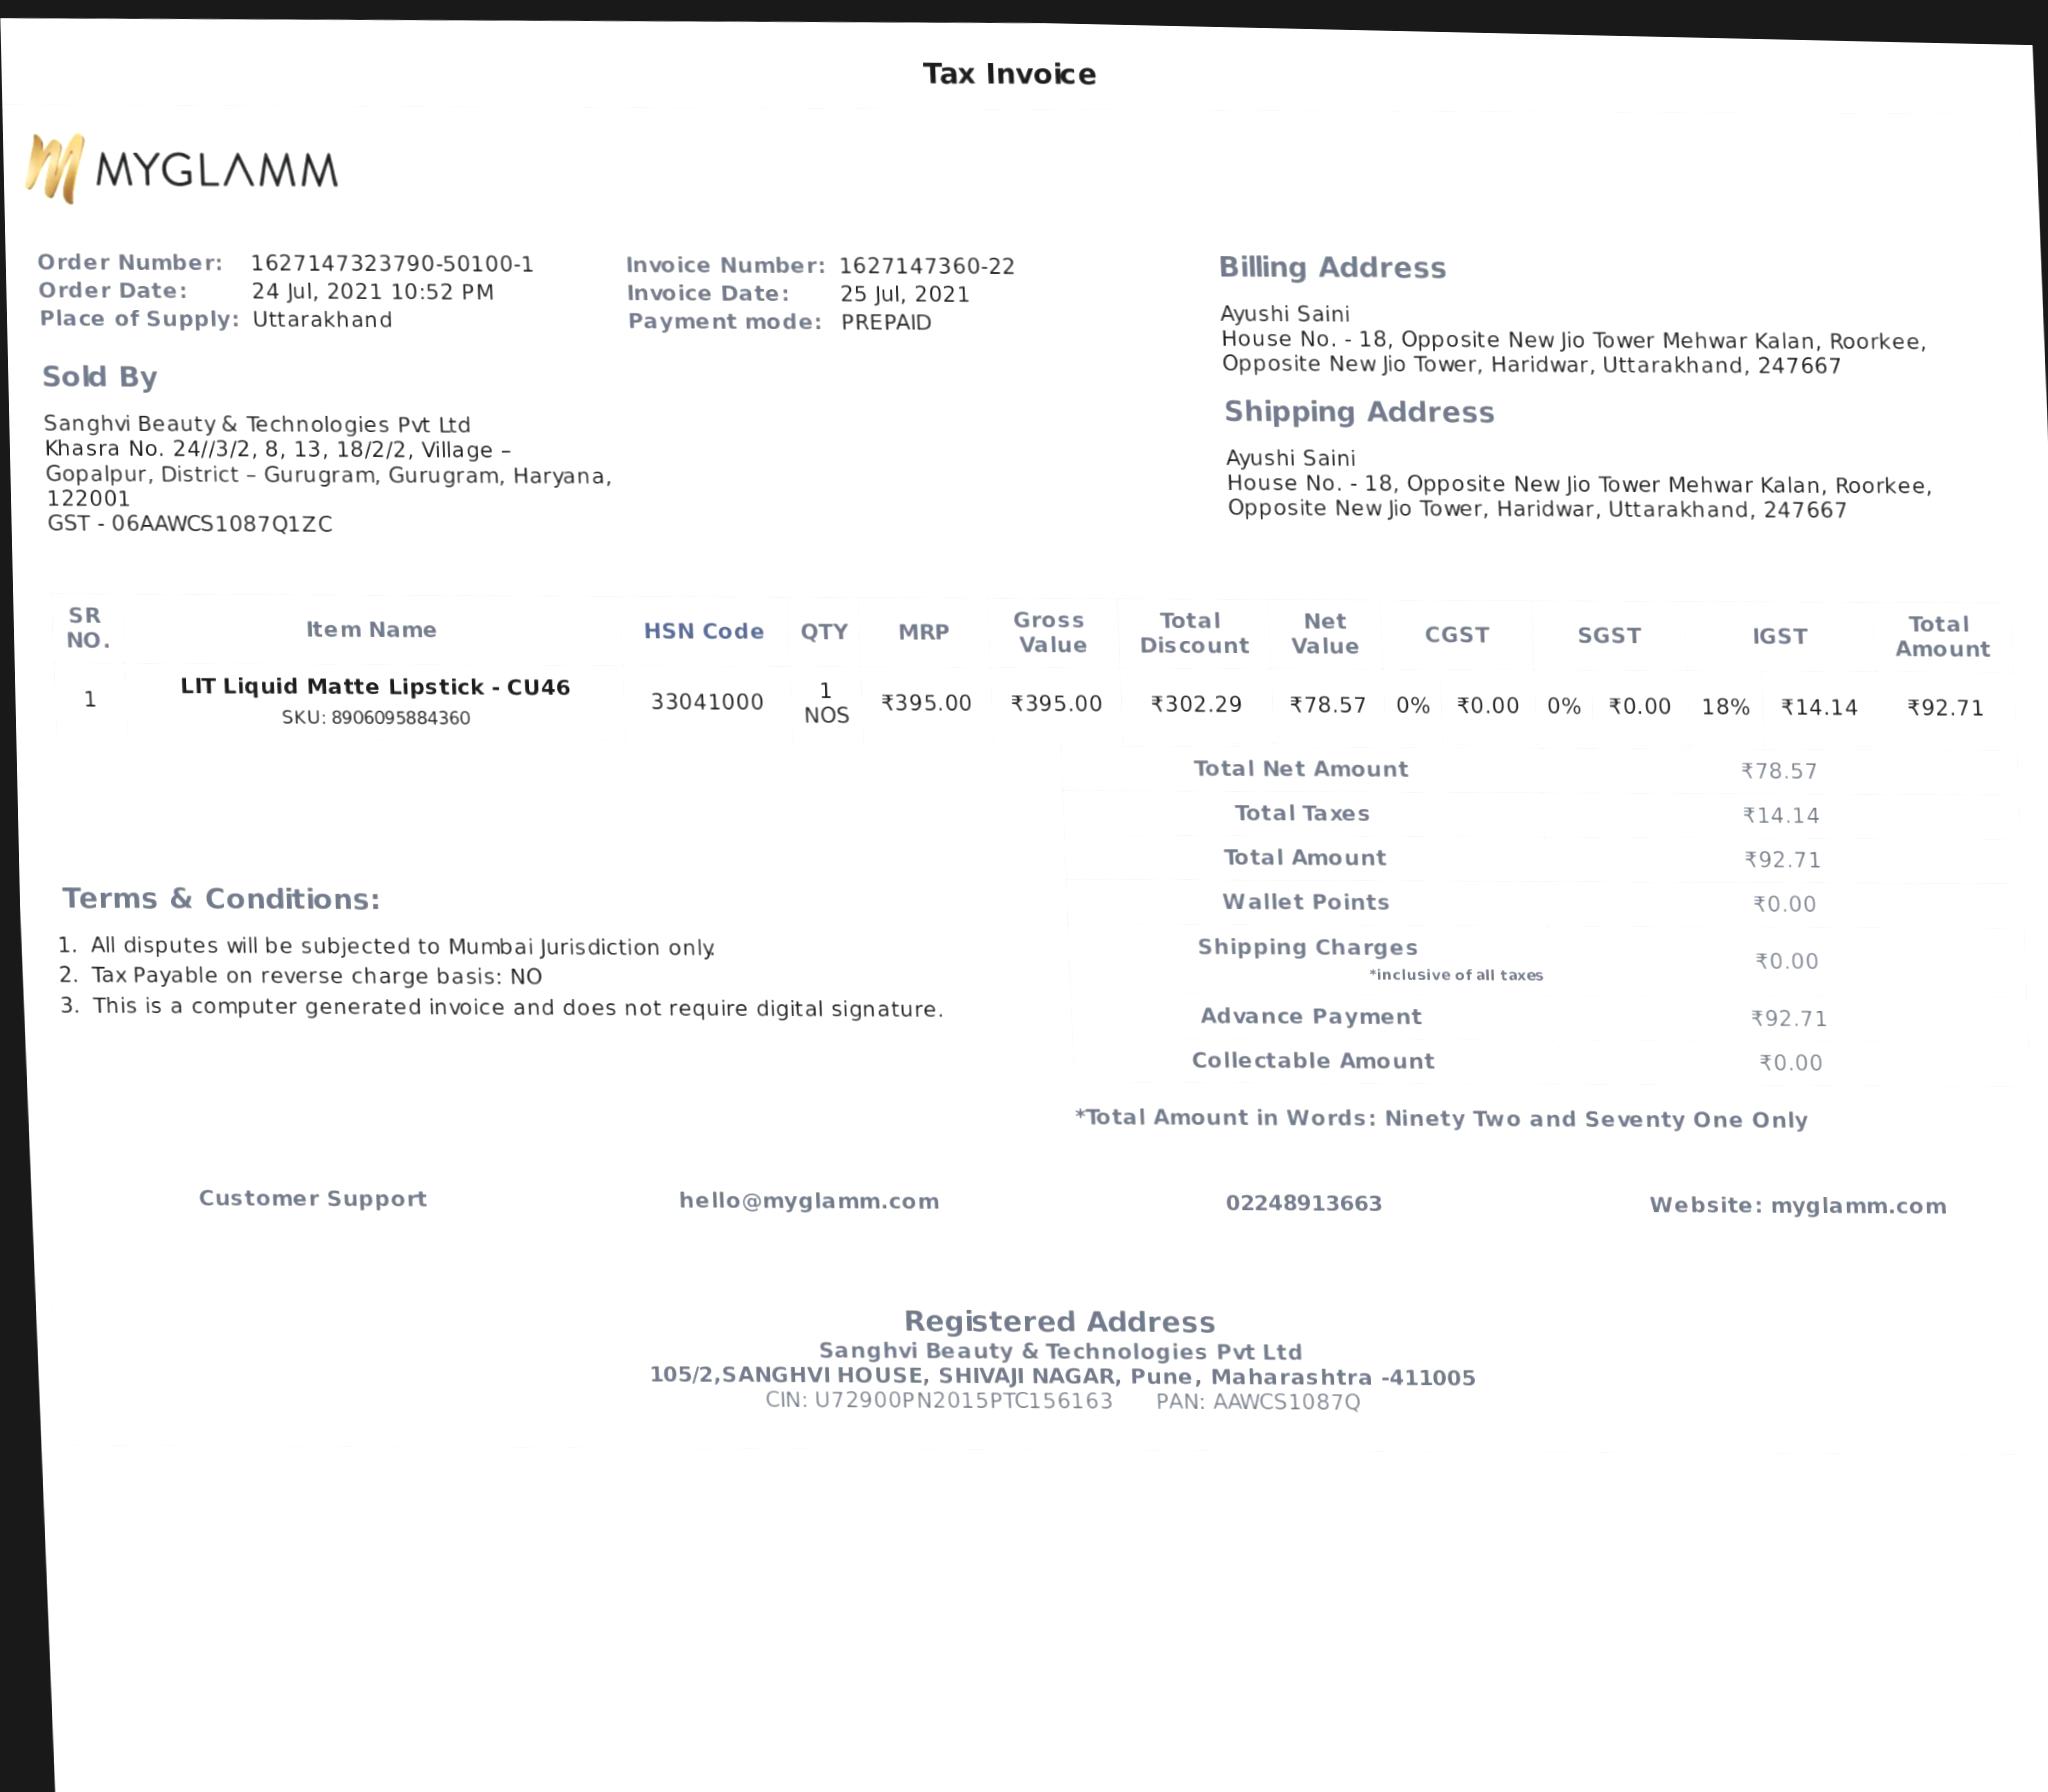 Tax Invoice
MYGLAMM
Order Number: 1627147323790-50100-1
Order Date: 24 Jul, 2021 10:52 PM
Place of Supply: Uttarakhand
Invoice Number: 1627147360-22
Invoice Date: 25 Jul, 2021
Payment mode: PREPAID
Sold By
Sanghvi Beauty & Technologies Pvt Ltd
Khasra No. 24//3/2, 8, 13, 18/2/2, Village –
Gopalpur, District – Gurugram, Gurugram, Haryana,
122001
GST - 06AAWCS1087Q1ZC
Billing Address
Ayushi Saini
House No. - 18, Opposite New Jio Tower Mehwar Kalan, Roorkee,
Opposite New Jio Tower, Haridwar, Uttarakhand, 247667
Shipping Address
Ayushi Saini
House No. - 18, Opposite New Jio Tower Mehwar Kalan, Roorkee,
Opposite New Jio Tower, Haridwar, Uttarakhand, 247667
SR NO. Item Name HSN Code QTY MRP Gross Value Total Discount Net Value CGST SGST IGST Total Amount
1 LIT Liquid Matte Lipstick - CU46 33041000 1 NOS ₹395.00 ₹395.00 ₹302.29 ₹78.57 0% ₹0.00 0% ₹0.00 18% ₹14.14 ₹92.71
SKU: 8906095884360
Total Net Amount ₹78.57
Total Taxes ₹14.14
Total Amount ₹92.71
Wallet Points ₹0.00
Shipping Charges ₹0.00
*inclusive of all taxes
Advance Payment ₹92.71
Collectable Amount ₹0.00
*Total Amount in Words: Ninety Two and Seventy One Only
Terms & Conditions:
1. All disputes will be subjected to Mumbai Jurisdiction only.
2. Tax Payable on reverse charge basis: NO
3. This is a computer generated invoice and does not require digital signature.
Customer Support hello@myglamm.com 02248913663 Website: myglamm.com
Registered Address
Sanghvi Beauty & Technologies Pvt Ltd
105/2,SANGHVI HOUSE, SHIVAJI NAGAR, Pune, Maharashtra -411005
CIN: U72900PN2015PTC156163 PAN: AAWCS1087Q